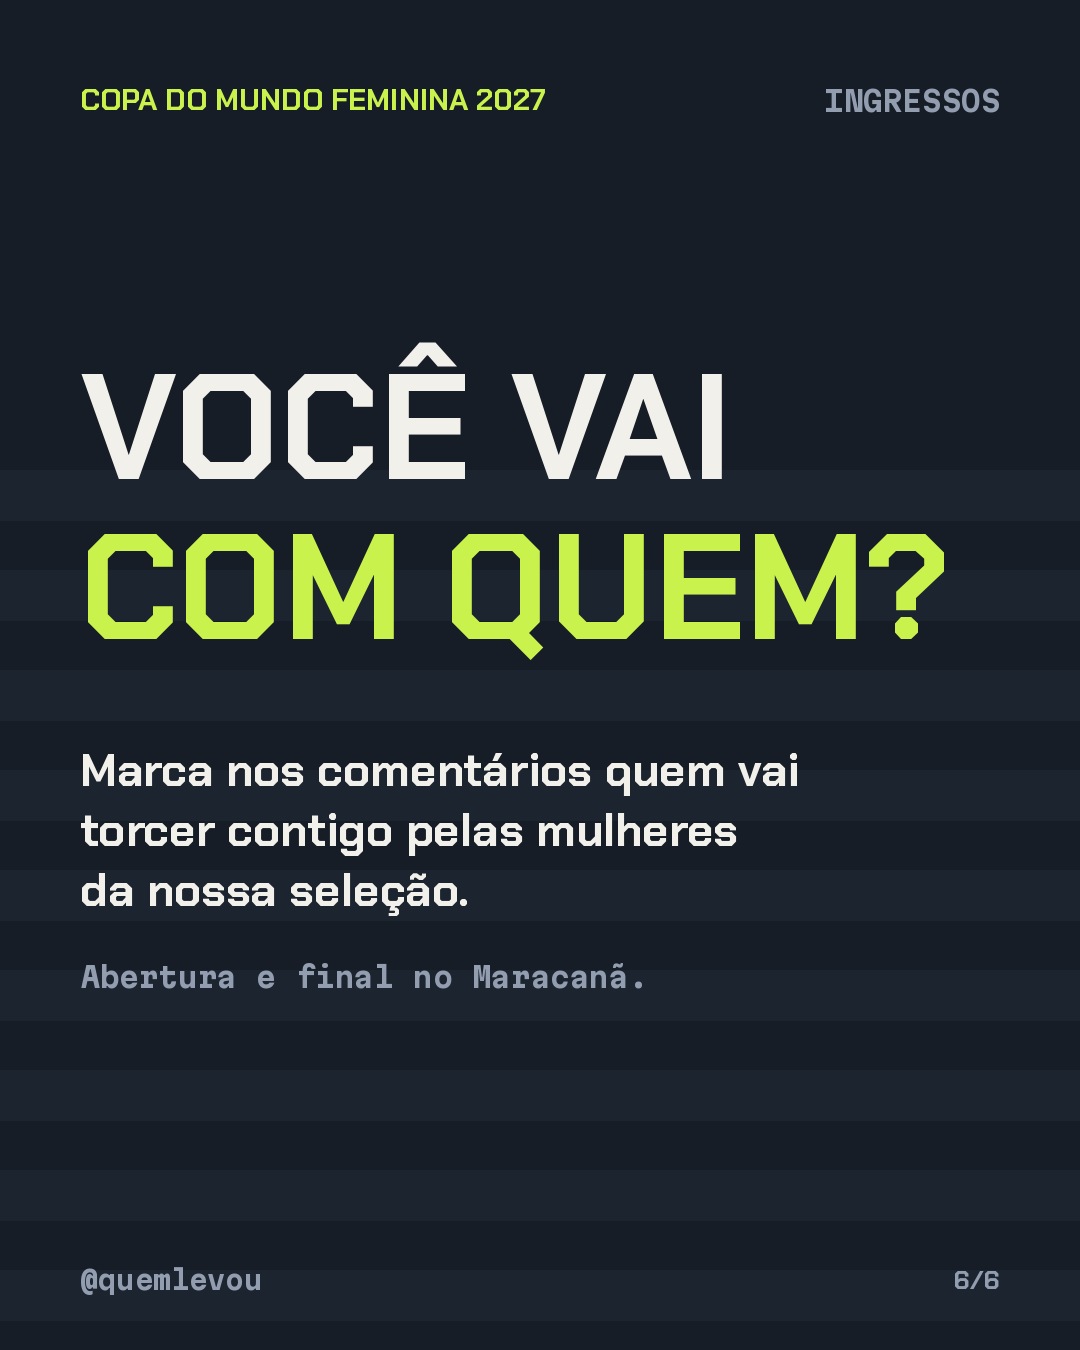 COPA DO MUNDO FEMININA 2027
INGRESSOS
VOCÊ VAI
COM QUEM?
Marca nos comentários quem vai
torcer contigo pelas mulheres
da nossa seleção.
Abertura e final no Maracanã.
@quemlevou
6/6